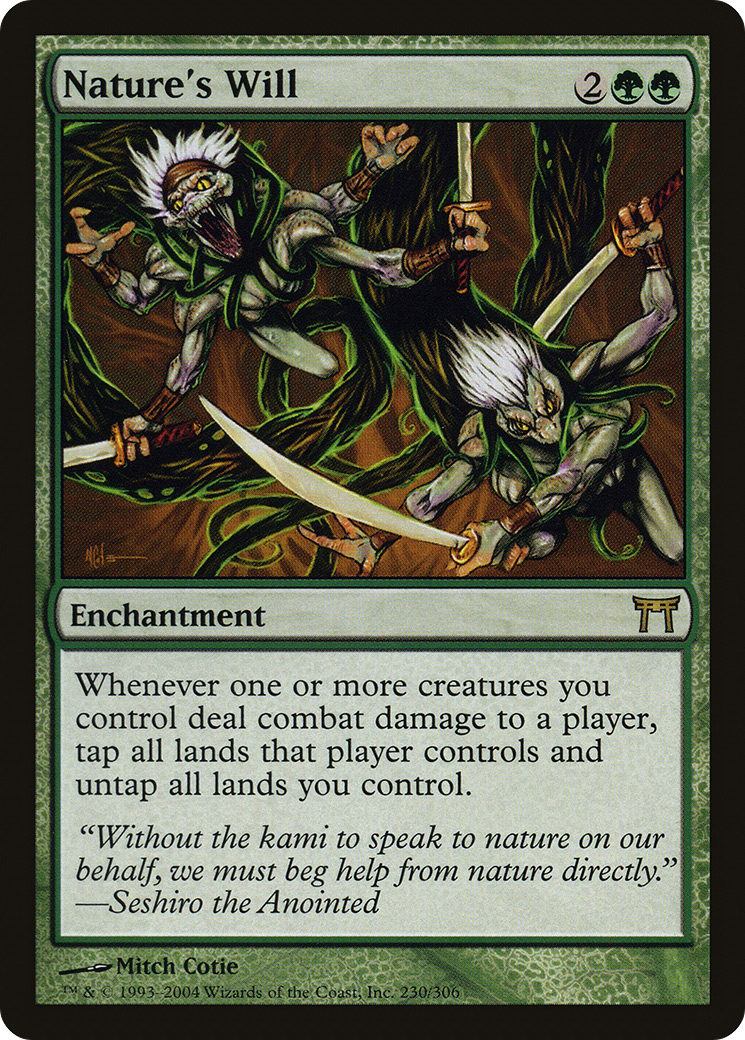 Nature's Will 2
Enchantment
Whenever one or more creatures you
control deal combat damage to a player,
tap all lands that player controls and
untap all lands you control.
“Without the kami to speak to nature on our
behalf, we must beg help from nature directly.”
—Seshiro the Anointed
Mitch Cotie
™ & © 1993–2004 Wizards of the Coast, Inc. 230/306